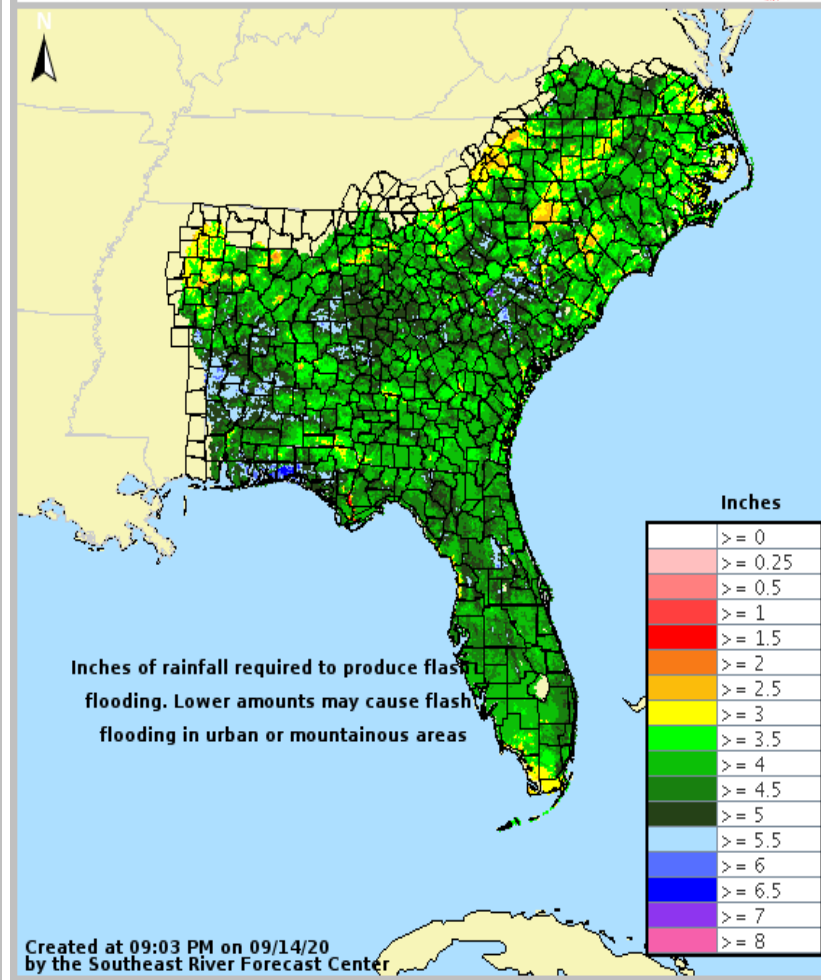 N
Inches
>= 0
>= 0.25
>= 0.5
>= 1
>= 1.5
>= 2
>= 2.5
>= 3
>= 3.5
>= 4
>= 4.5
>= 5
>= 5.5
>= 6
>= 6.5
>= 7
>= 8
Inches of rainfall required to produce flash
flooding. Lower amounts may cause flash
flooding in urban or mountainous areas
Created at 09:03 PM on 09/14/20
by the Southeast River Forecast Center